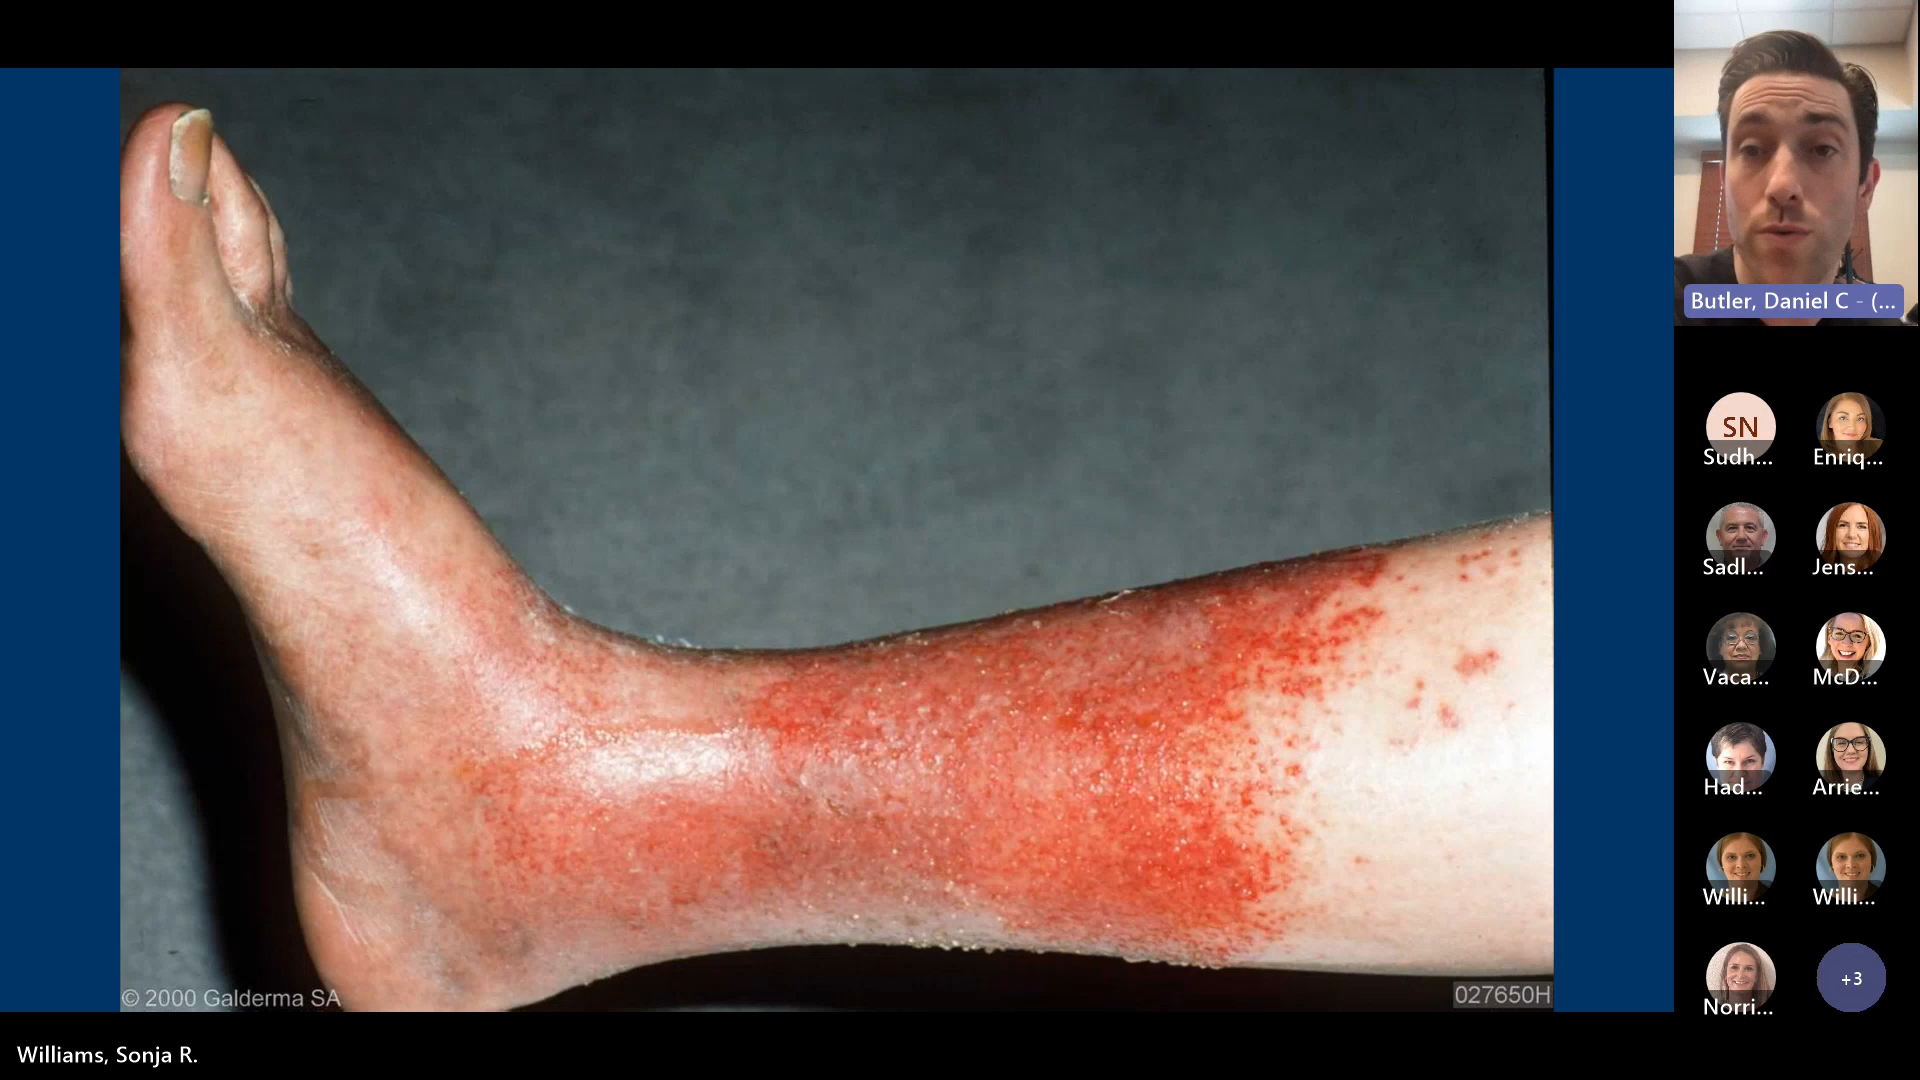 Butler, Daniel C - (...
SN
Sudh...
Enriq...
Sadl...
Jens...
Vaca...
McD...
Had...
Arrie...
Willi...
Willi...
Norri...
+3
© 2000 Galderma SA
027650H
Williams, Sonja R.